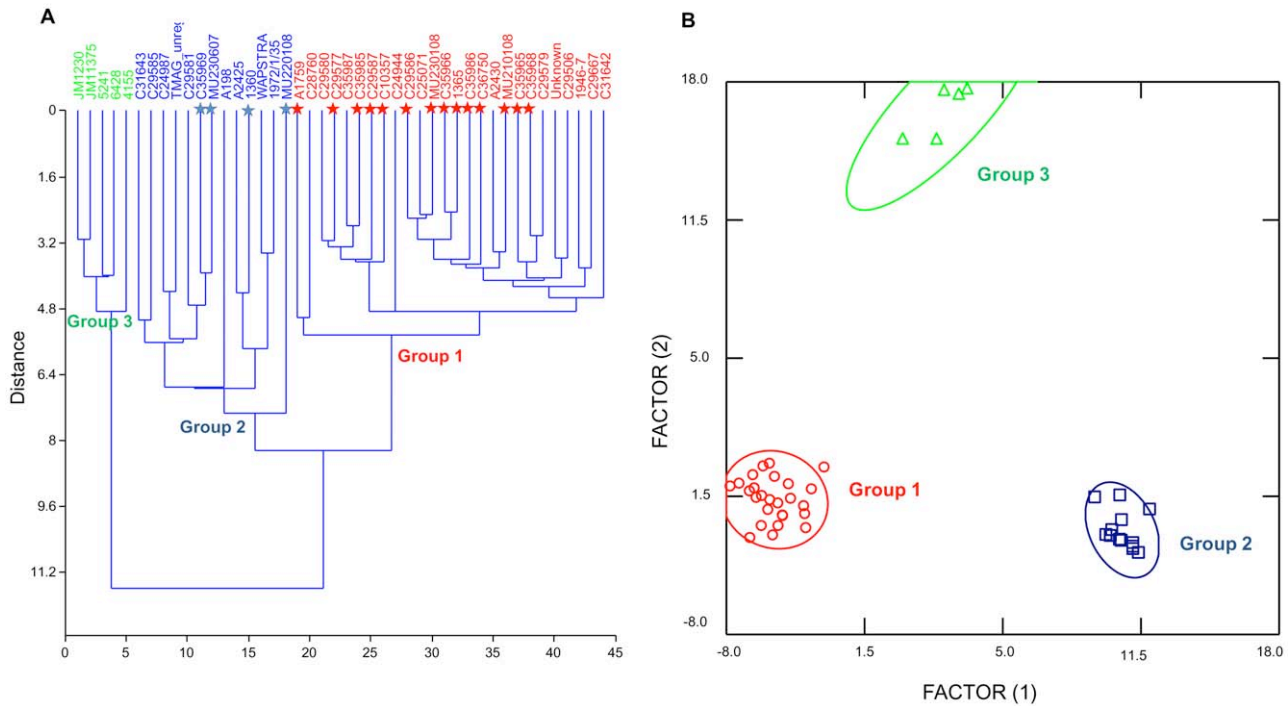 A
JM1230
JM11375
5241
6428
4155
C31643
C29585
C24987
TMAG_unreg
C29581
C35969
MU230607
A198
A2425
1360
WAPSTRA
1972/1/35
MU220108
A1759
C28760
C29580
C29577
C35987
C35985
C29587
C10357
C24944
C29586
C25071
MU230108
C35966
1365
C35986
C36750
A2430
MU210108
C35965
C35968
C29579
Unknown
C29506
1946-7
C29667
C31642
0
1.6
3.2
4.8
6.4
8
9.6
11.2
Distance
Group 3
Group 1
Group 2
0 5 10 15 20 25 30 35 40 45
B
18.0
11.5
5.0
1.5
-8.0
FACTOR (2)
Group 3
Group 1
Group 2
-8.0 1.5 5.0 11.5 18.0
FACTOR (1)